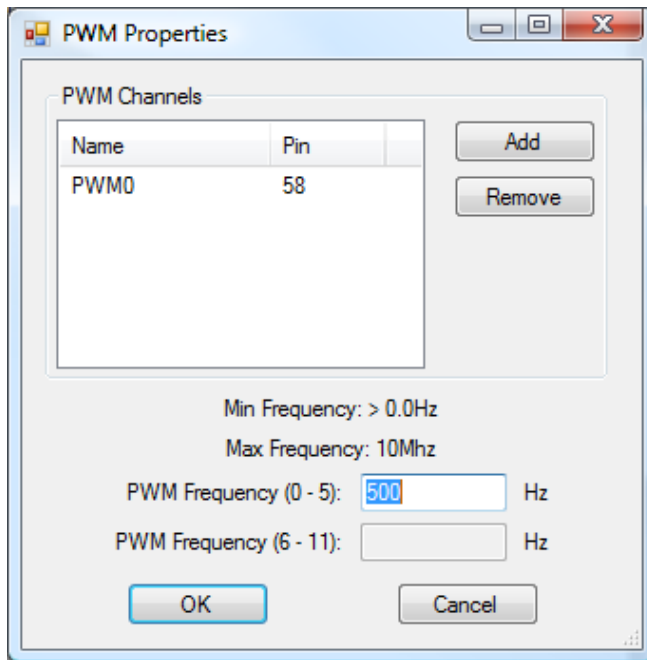 PWM Properties
PWM Channels
Name Pin
PWM0 58
Add
Remove
Min Frequency: > 0.0Hz
Max Frequency: 10Mhz
PWM Frequency (0 - 5): 500 Hz
PWM Frequency (6 - 11): Hz
OK Cancel